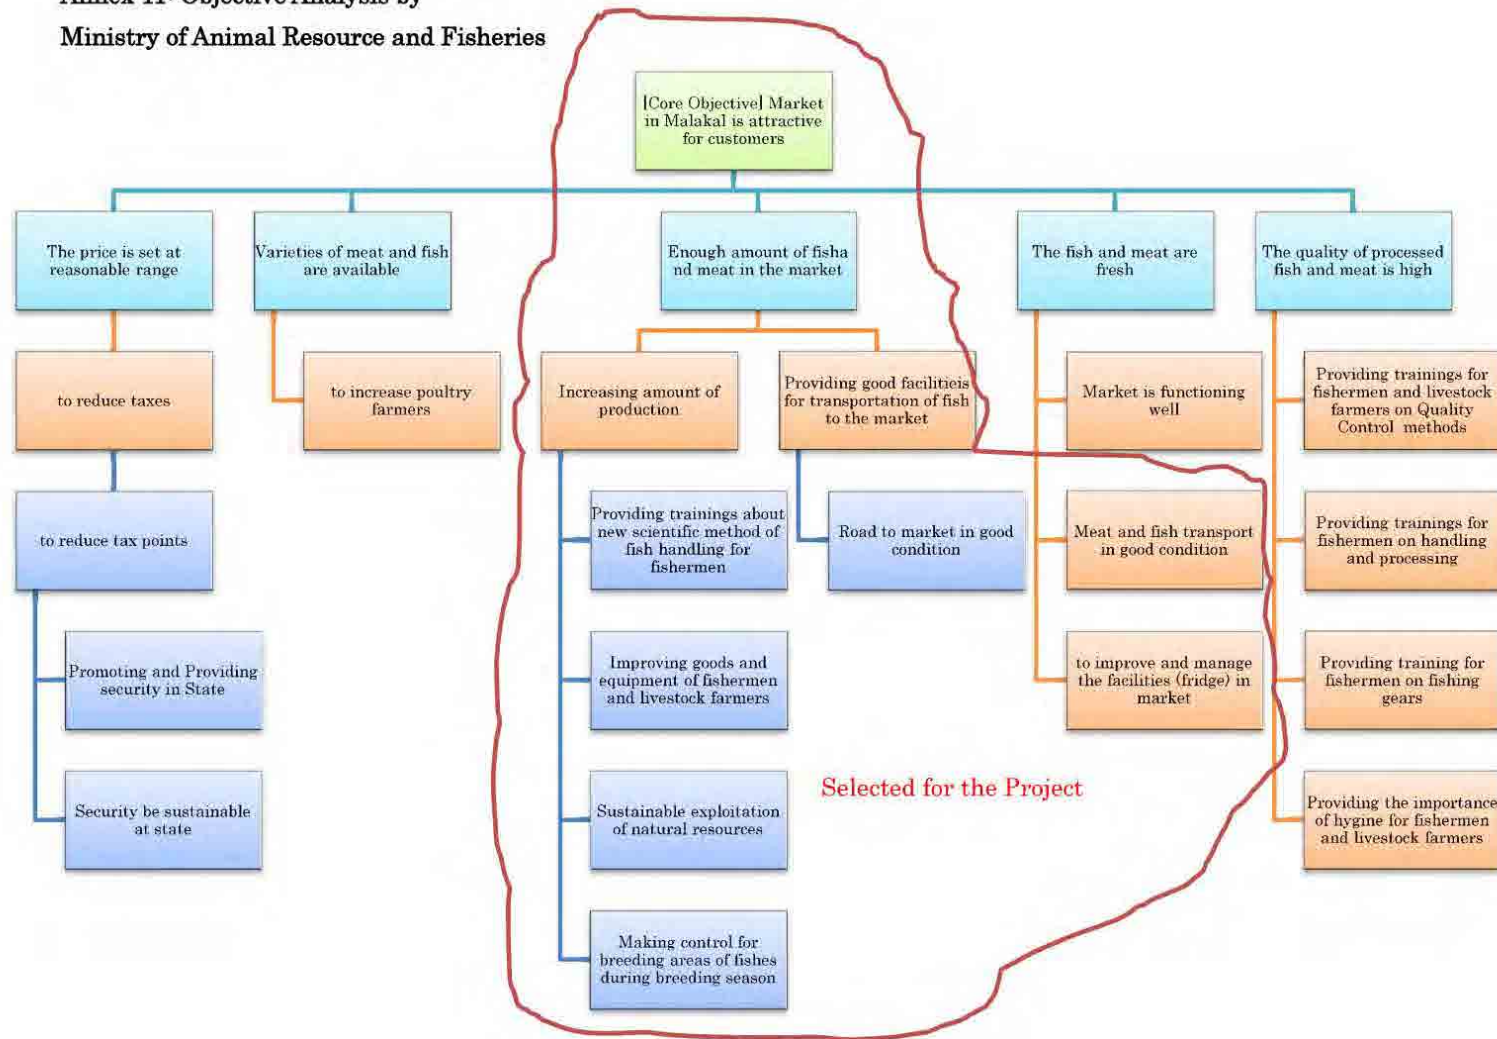 Annex 11: Objective Analysis by
Ministry of Animal Resource and Fisheries
[Core Objective] Market
in Malakal is attractive
for customers
The price is set at
reasonable range
Varieties of meat and fish
are available
Enough amount of fisha
nd meat in the market
The fish and meat are
fresh
The quality of processed
fish and meat is high
to reduce taxes
to increase poultry
farmers
Increasing amount of
production
Providing good facilitieis
for transportation of fish
to the market
Market is functioning
well
Providing trainings for
fishermen and livestock
farmers on Quality
Control methods
to reduce tax points
Providing trainings about
new scientific method of
fish handling for
fishermen
Road to market in good
condition
Meat and fish transport
in good condition
Providing trainings for
fishermen on handling
and processing
Promoting and Providing
security in State
Improving goods and
equipment of fishermen
and livestock farmers
to improve and manage
the facilities (fridge) in
market
Providing training for
fishermen on fishing
gears
Security be sustainable
at state
Sustainable exploitation
of natural resources
Selected for the Project
Providing the importance
of hygine for fishermen
and livestock farmers
Making control for
breeding areas of fishes
during breeding season